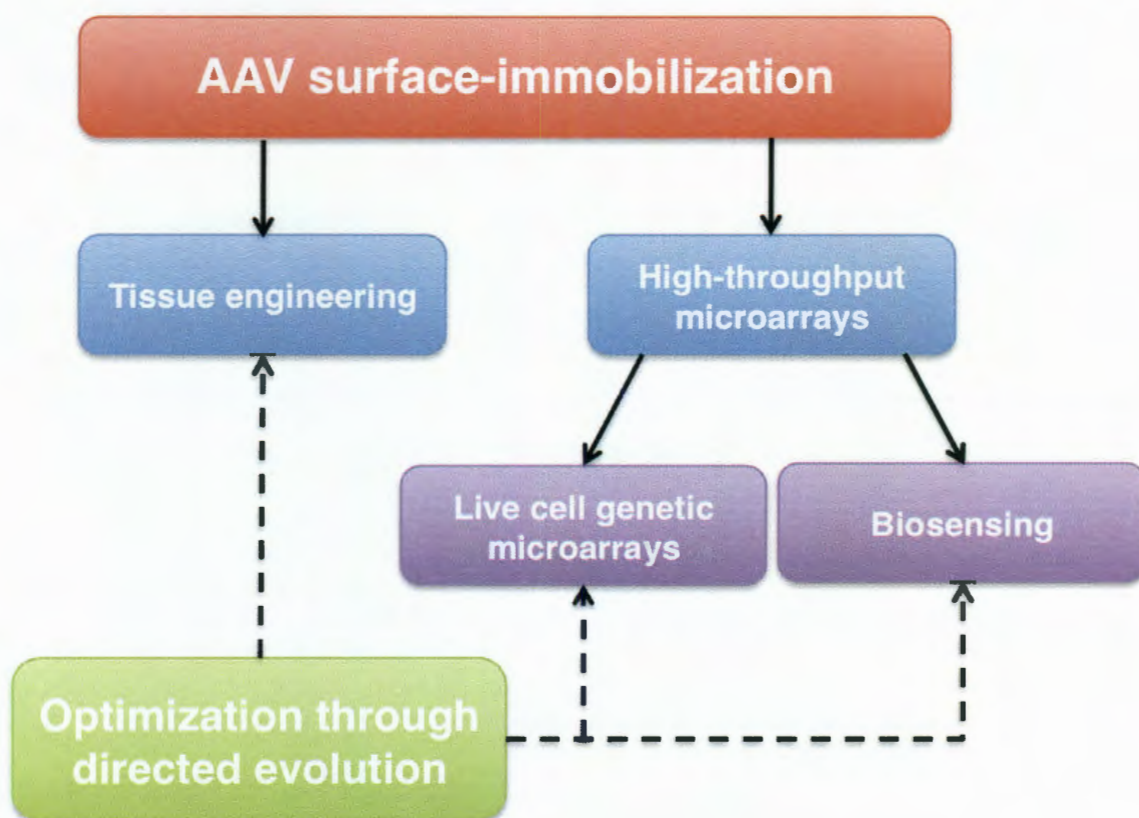 AAV surface-immobilization
Tissue engineering
High-throughput
microarrays
Live cell genetic
microarrays
Biosensing
Optimization through
directed evolution